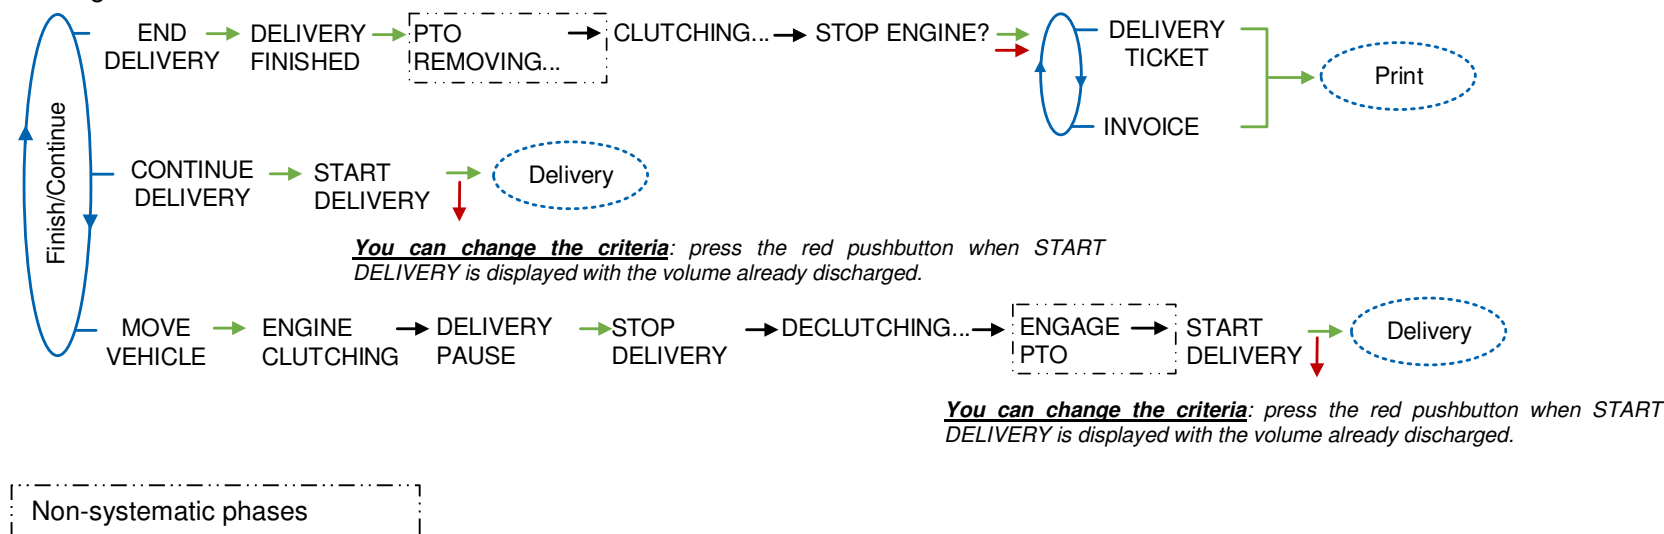 END DELIVERY
DELIVERY FINISHED
PTO REMOVING...
CLUTCHING...
STOP ENGINE?
DELIVERY TICKET
INVOICE
Print
Finish/Continue
CONTINUE DELIVERY
START DELIVERY
Delivery
You can change the criteria: press the red pushbutton when START
DELIVERY is displayed with the volume already discharged.
MOVE VEHICLE
ENGINE CLUTCHING
DELIVERY PAUSE
STOP DELIVERY
DECLUTCHING...
ENGAGE PTO
START DELIVERY
Delivery
You can change the criteria: press the red pushbutton when START
DELIVERY is displayed with the volume already discharged.
Non-systematic phases